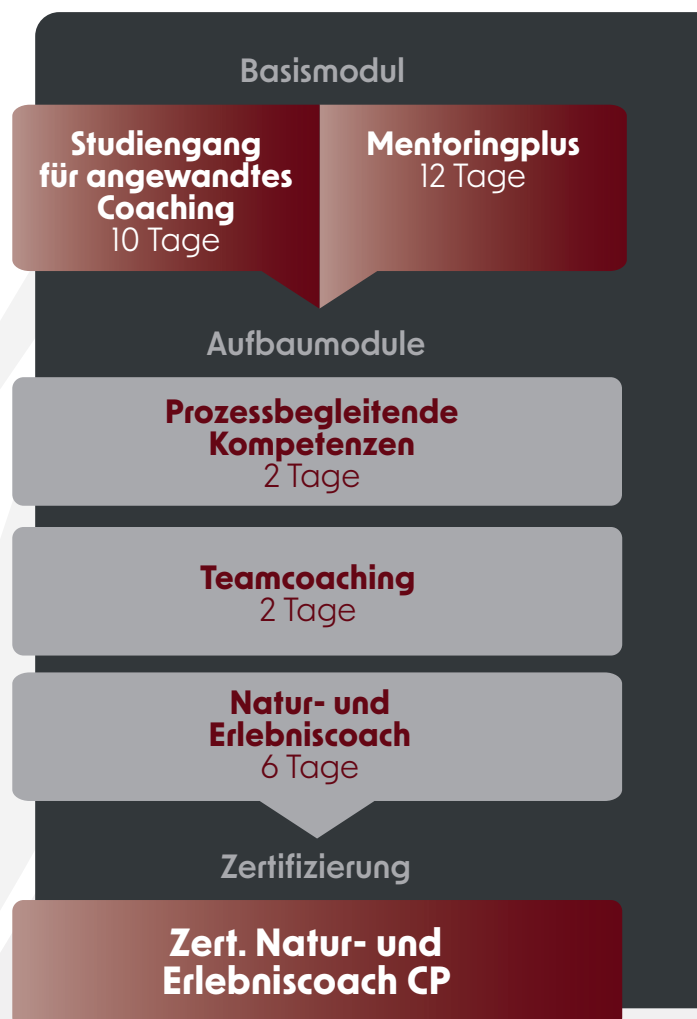 Basismodul
Studiengang
für angewandtes
Coaching
10 Tage
Mentoringplus
12 Tage
Aufbaumodule
Prozessbegleitende
Kompetenzen
2 Tage
Teamcoaching
2 Tage
Natur- und
Erlebniscoach
6 Tage
Zertifizierung
Zert. Natur- und
Erlebniscoach CP